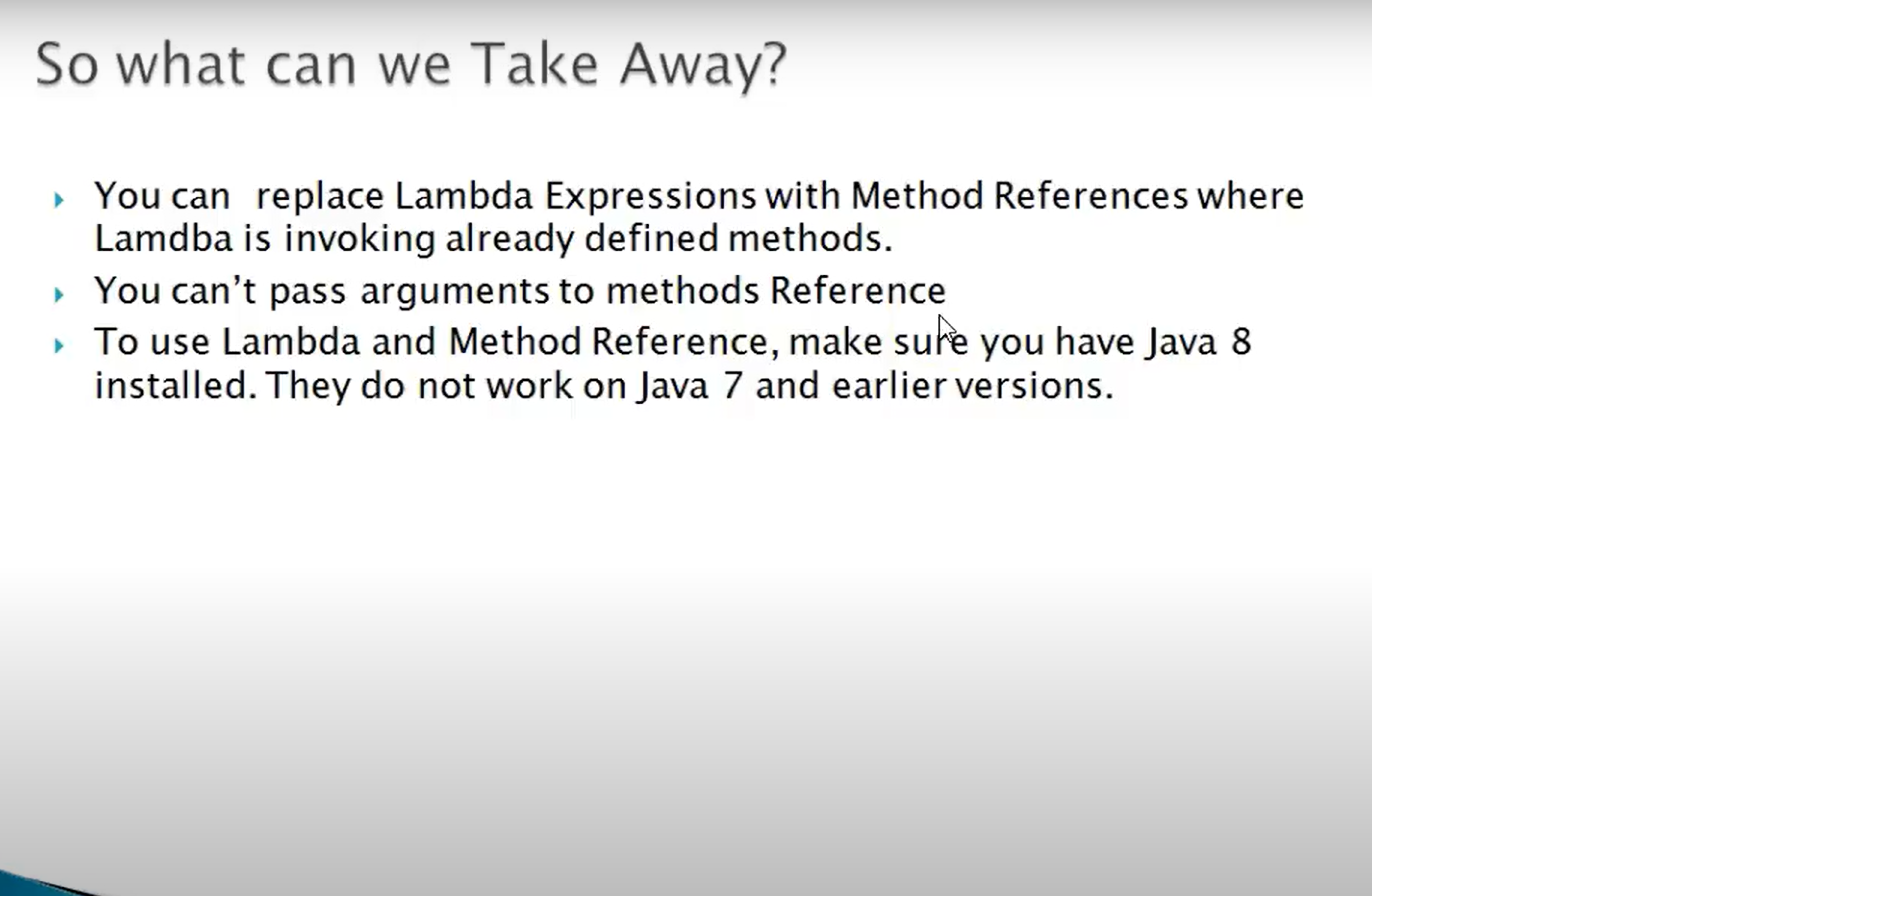 So what can we Take Away?
You can replace Lambda Expressions with Method References where
Lamdba is invoking already defined methods.
You can't pass arguments to methods Reference
To use Lambda and Method Reference, make sure you have Java 8
installed. They do not work on Java 7 and earlier versions.